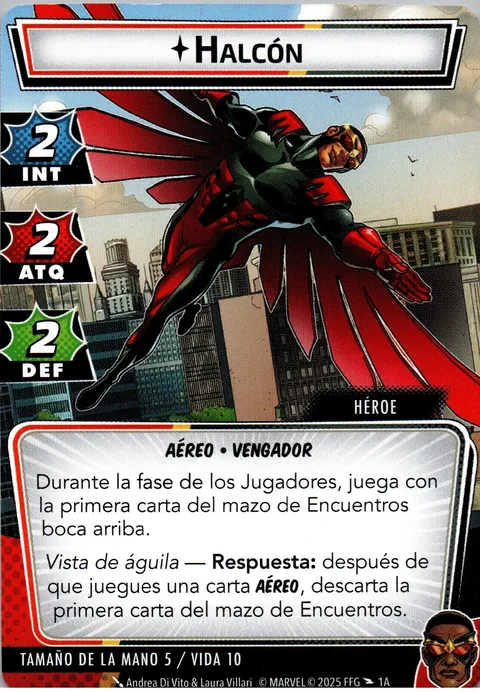 HALCÓN
2
INT
2
ATQ
2
DEF
HÉROE
AÉREO • VENGADOR
Durante la fase de los Jugadores, juega con
la primera carta del mazo de Encuentros
boca arriba.
Vista de águila — Respuesta: después de
que juegues una carta AÉREO, descarta la
primera carta del mazo de Encuentros.
TAMAÑO DE LA MANO 5 / VIDA 10
Andrea Di Vito & Laura Villari © MARVEL © 2025 FFG 1A